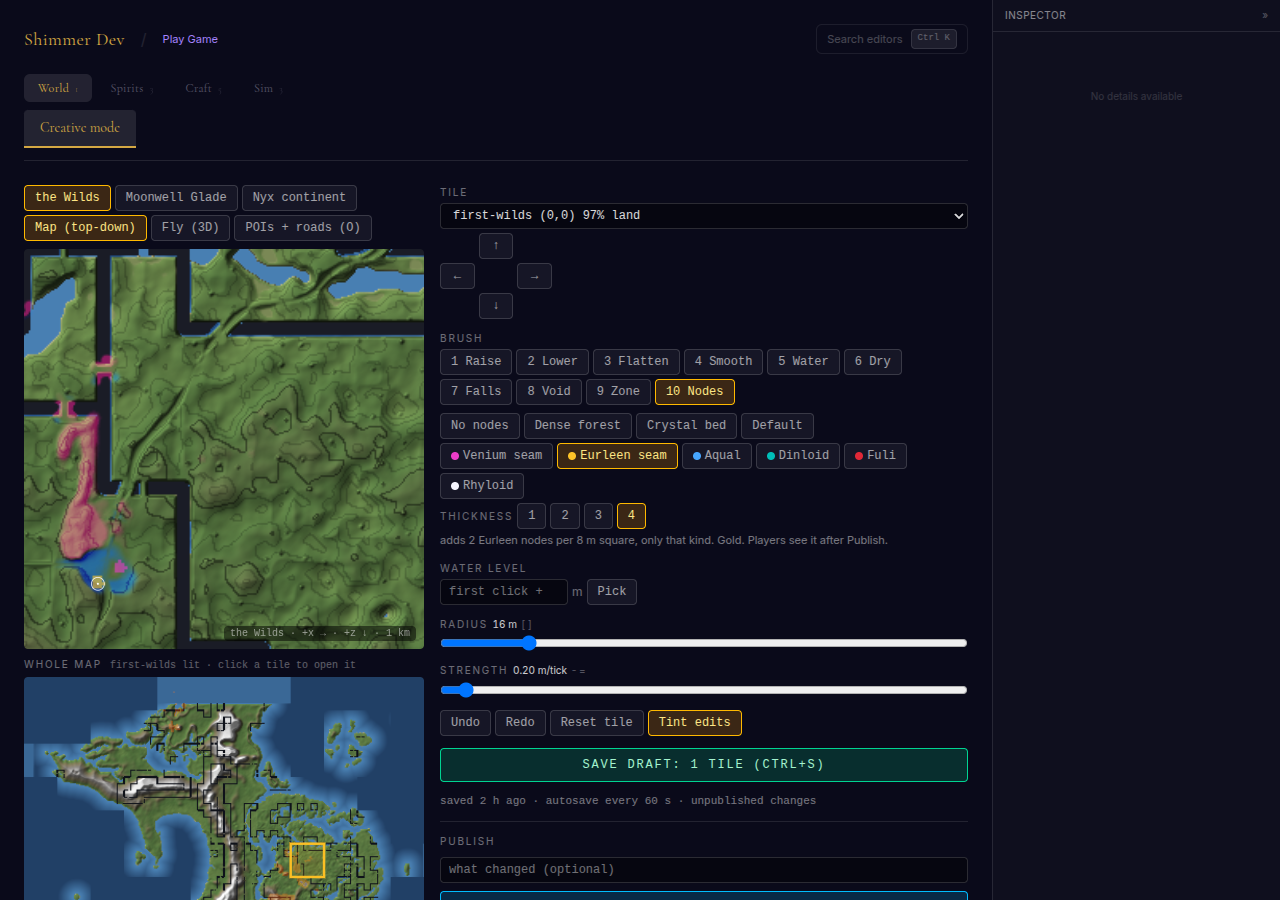 Shimmer Dev / Play Game
Search editors Ctrl K
INSPECTOR »
No details available
World Spirits Craft Sim
Creative mode
the Wilds Moonwell Glade Nyx continent
Map (top-down) Fly (3D) POIs + roads (O)
the Wilds · +x → · +z ↓ · 1 km
WHOLE MAP first-wilds lit · click a tile to open it
TILE
first-wilds (0,0) 97% land
↑
← →
↓
BRUSH
1 Raise 2 Lower 3 Flatten 4 Smooth 5 Water 6 Dry
7 Falls 8 Void 9 Zone 10 Nodes
No nodes Dense forest Crystal bed Default
Venium seam Eurleen seam Aqual Dinloid Fuli
Rhyloid
THICKNESS 1 2 3 4
adds 2 Eurleen nodes per 8 m square, only that kind. Gold. Players see it after Publish.
WATER LEVEL
first click + m Pick
RADIUS 16 m [ ]
STRENGTH 0.20 m/tick - =
Undo Redo Reset tile Tint edits
SAVE DRAFT: 1 TILE (CTRL+S)
saved 2 h ago · autosave every 60 s · unpublished changes
PUBLISH
what changed (optional)